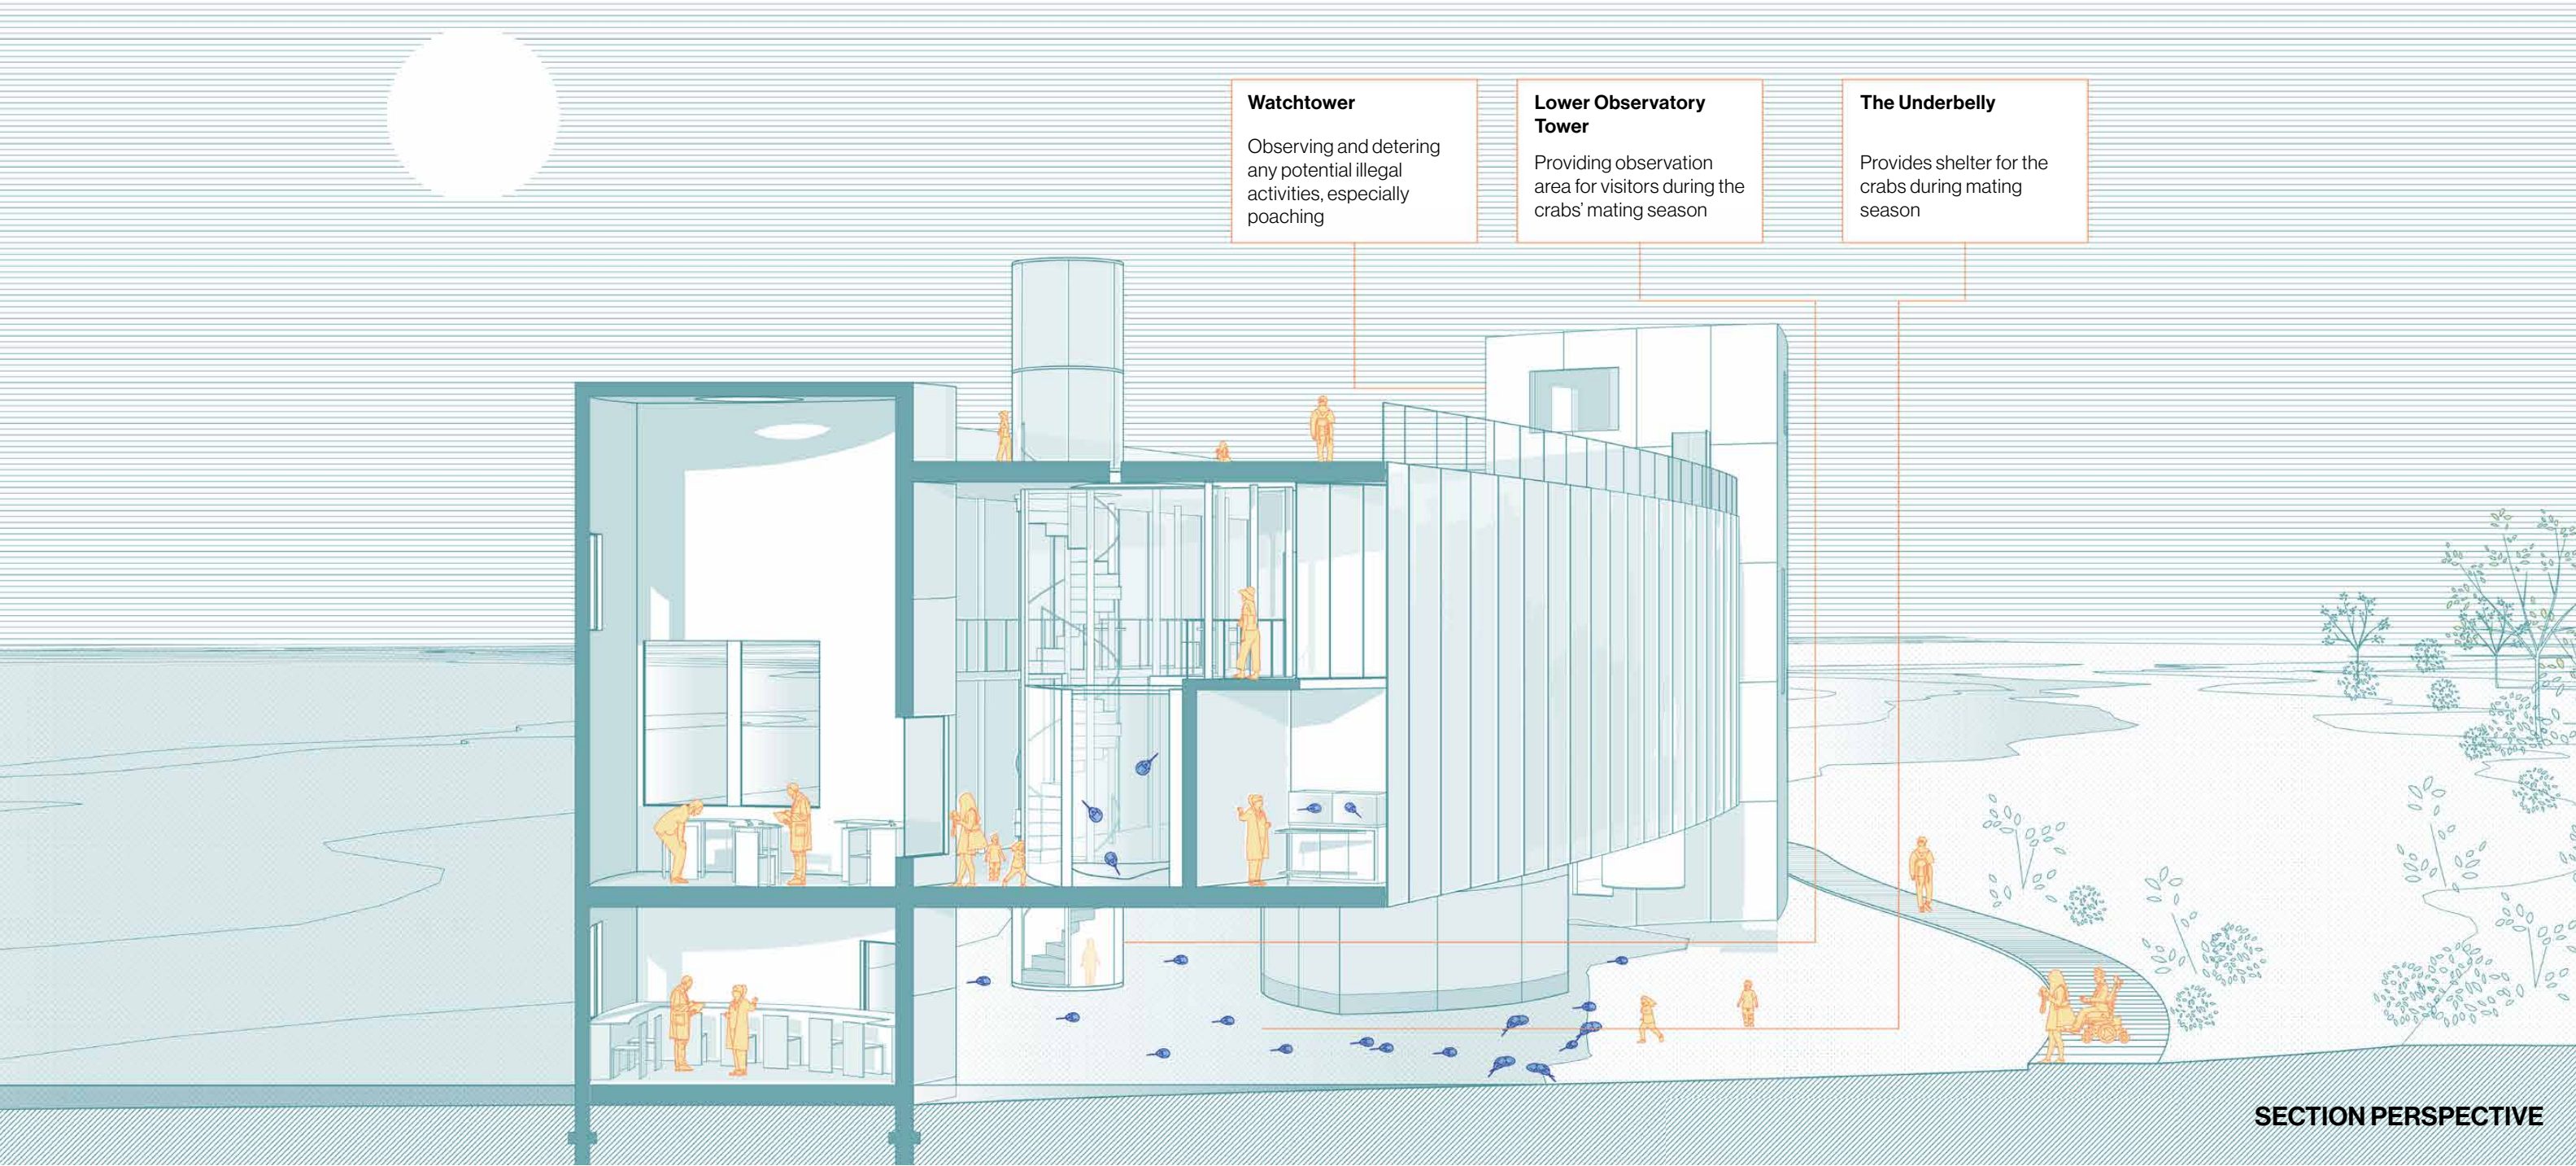 Watchtower
Observing and detering
any potential illegal
activities, especially
poaching
Lower Observatory
Tower
Providing observation
area for visitors during the
crabs' mating season
The Underbelly
Provides shelter for the
crabs during mating
season
SECTION PERSPECTIVE